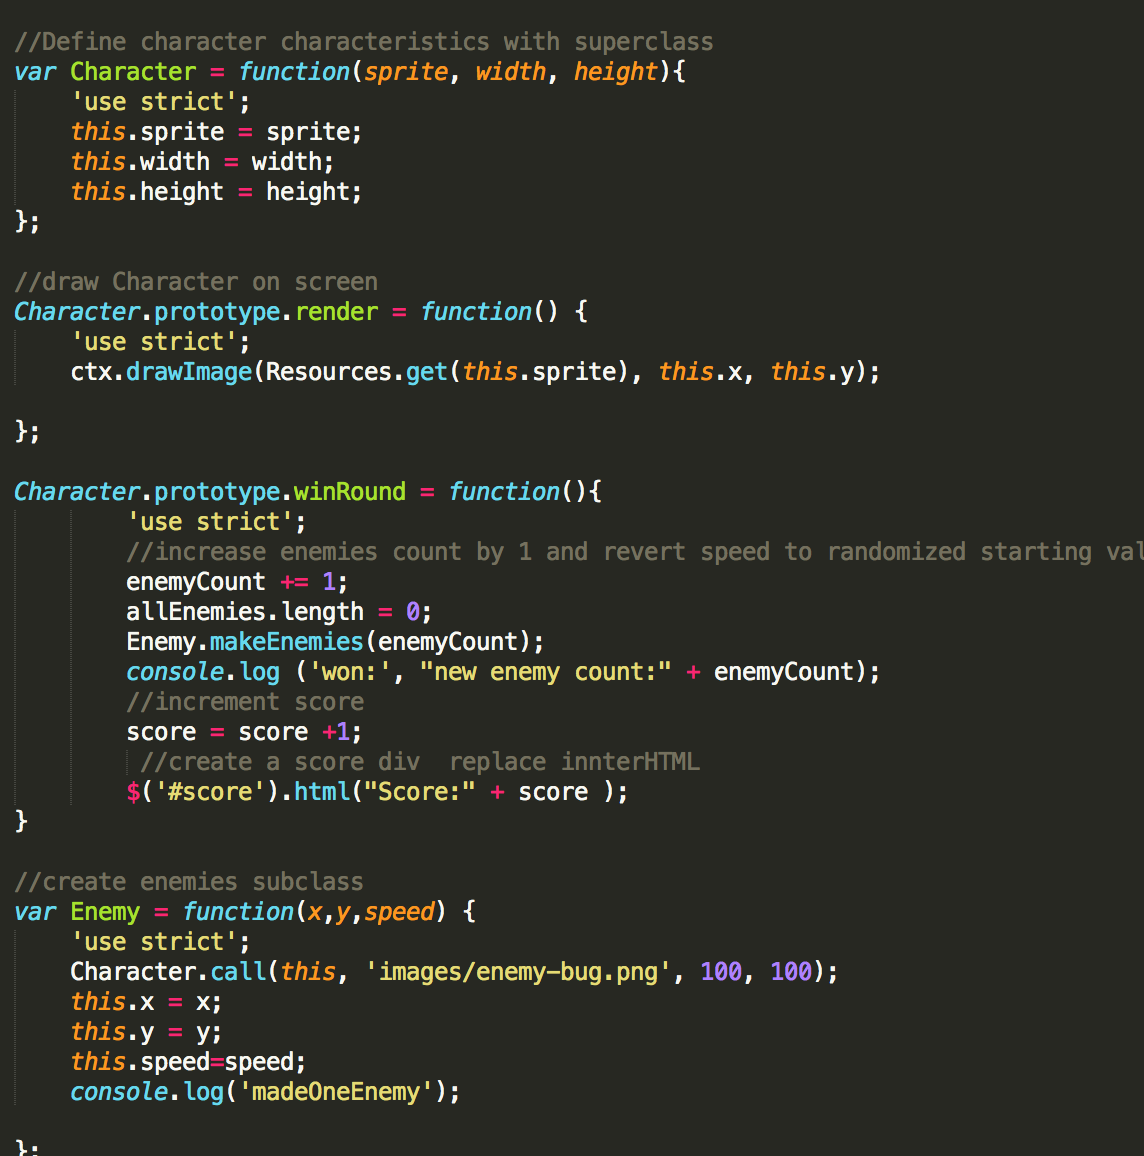 //Define character characteristics with superclass
var Character = function(sprite, width, height){
    'use strict';
    this.sprite = sprite;
    this.width = width;
    this.height = height;
};

//draw Character on screen
Character.prototype.render = function() {
    'use strict';
    ctx.drawImage(Resources.get(this.sprite), this.x, this.y);

};

Character.prototype.winRound = function(){
        'use strict';
        //increase enemies count by 1 and revert speed to randomized starting val
        enemyCount += 1;
        allEnemies.length = 0;
        Enemy.makeEnemies(enemyCount);
        console.log ('won:', "new enemy count:" + enemyCount);
        //increment score
        score = score +1;
         //create a score div  replace innterHTML
        $('#score').html("Score:" + score );
}

//create enemies subclass
var Enemy = function(x,y,speed) {
    'use strict';
    Character.call(this, 'images/enemy-bug.png', 100, 100);
    this.x = x;
    this.y = y;
    this.speed=speed;
    console.log('madeOneEnemy');

};